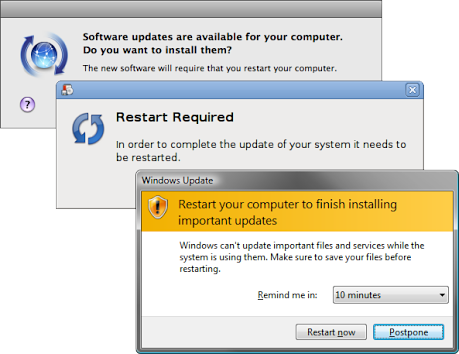 Software updates are available for your computer.
Do you want to install them?
The new software will require that you restart your computer.
?
Restart Required
In order to complete the update of your system it needs to
be restarted.
Windows Update
Restart your computer to finish installing
important updates
Windows can't update important files and services while the
system is using them. Make sure to save your files before
restarting.
Remind me in: 10 minutes
Restart now Postpone